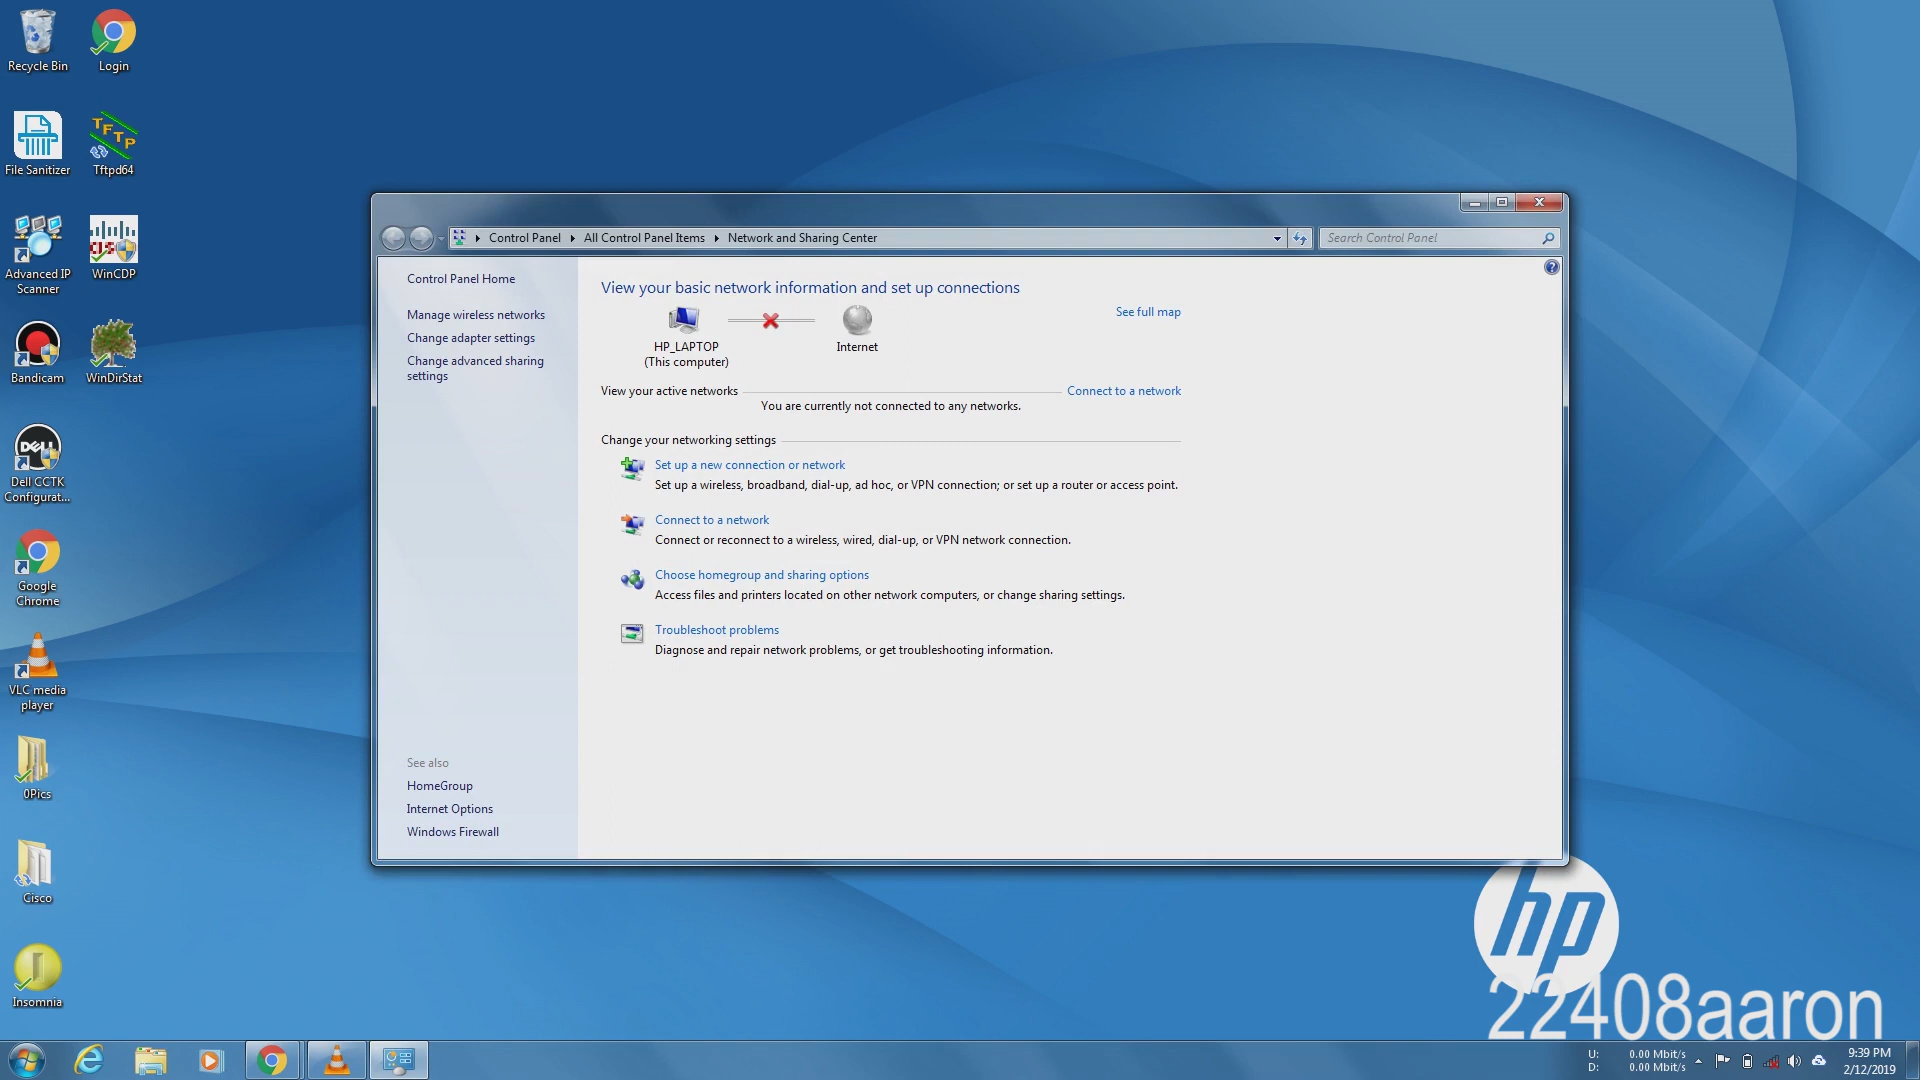 Recycle Bin
Login
File Sanitizer
TFTP
Tftpd64
Advanced IP
Scanner
WinCDP
Bandicam
WinDirStat
DELL
Dell CCTK
Configurat...
Google
Chrome
VLC media
player
0Pics
Cisco
Insomnia
Control Panel
All Control Panel Items
Network and Sharing Center
Search Control Panel
Control Panel Home
Manage wireless networks
Change adapter settings
Change advanced sharing
settings
See also
HomeGroup
Internet Options
Windows Firewall
View your basic network information and set up connections
See full map
HP_LAPTOP
(This computer)
Internet
View your active networks
Connect to a network
You are currently not connected to any networks.
Change your networking settings
Set up a new connection or network
Set up a wireless, broadband, dial-up, ad hoc, or VPN connection; or set up a router or access point.
Connect to a network
Connect or reconnect to a wireless, wired, dial-up, or VPN network connection.
Choose homegroup and sharing options
Access files and printers located on other network computers, or change sharing settings.
Troubleshoot problems
Diagnose and repair network problems, or get troubleshooting information.
hp
22408aaron
U: 0.00 Mbit/s
D: 0.00 Mbit/s
9:39 PM
2/12/2019